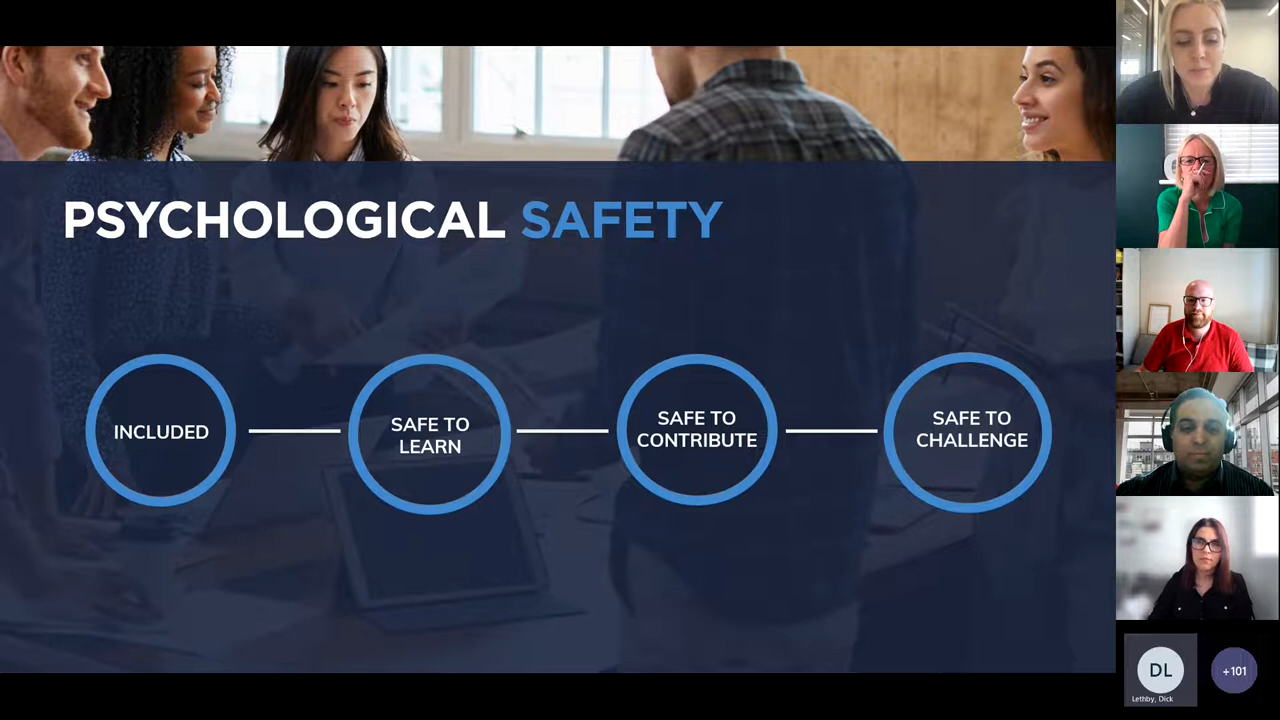 PSYCHOLOGICAL SAFETY
INCLUDED
SAFE TO
LEARN
SAFE TO
CONTRIBUTE
SAFE TO
CHALLENGE
DL
Lethby, Dick
+101